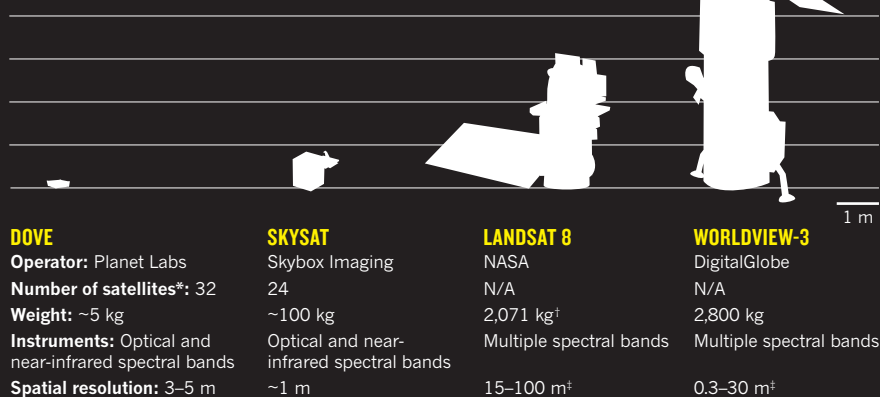 1 m
DOVE SKYSAT LANDSAT 8 WORLDVIEW-3
Operator: Planet Labs Skybox Imaging NASA DigitalGlobe
Number of satellites*: 32 24 N/A N/A
Weight: ~5 kg ~100 kg 2,071 kg† 2,800 kg
Instruments: Optical and Optical and near- Multiple spectral bands Multiple spectral bands
near-infrared spectral bands infrared spectral bands
Spatial resolution: 3–5 m ~1 m 15–100 m‡ 0.3–30 m‡